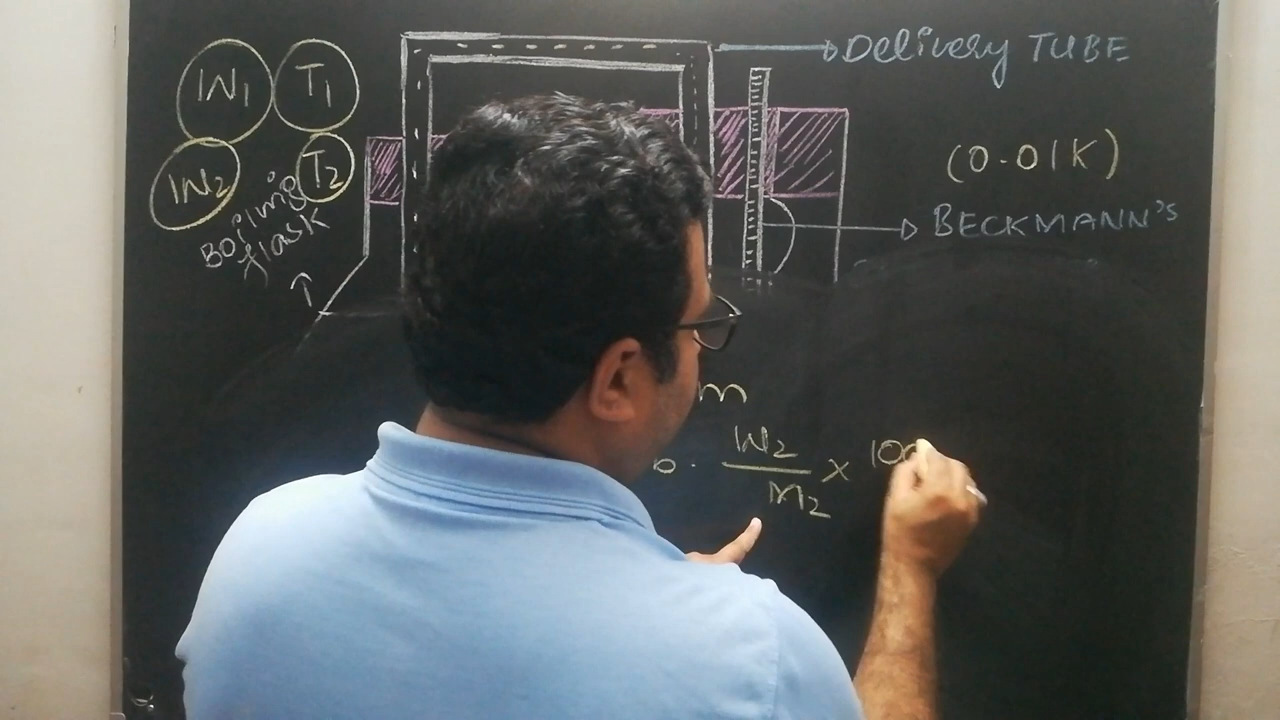 W₁ T₁
W₂ T₂
Boiling
flask
Delivery TUBE
(0.01K)
BECKMANN's
m
b. W₂/M₂ × 100